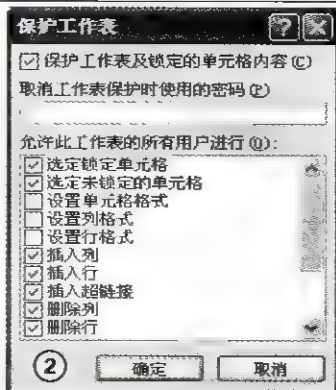 保护工作表
保护工作表及锁定的单元格内容(C)
取消工作表保护时使用的密码(P)
允许此工作表的所有用户进行(O):
选定锁定单元格
选定未锁定的单元格
设置单元格格式
设置列格式
设置行格式
插入列
插入行
插入超链接
删除列
删除行
② 确定 取消